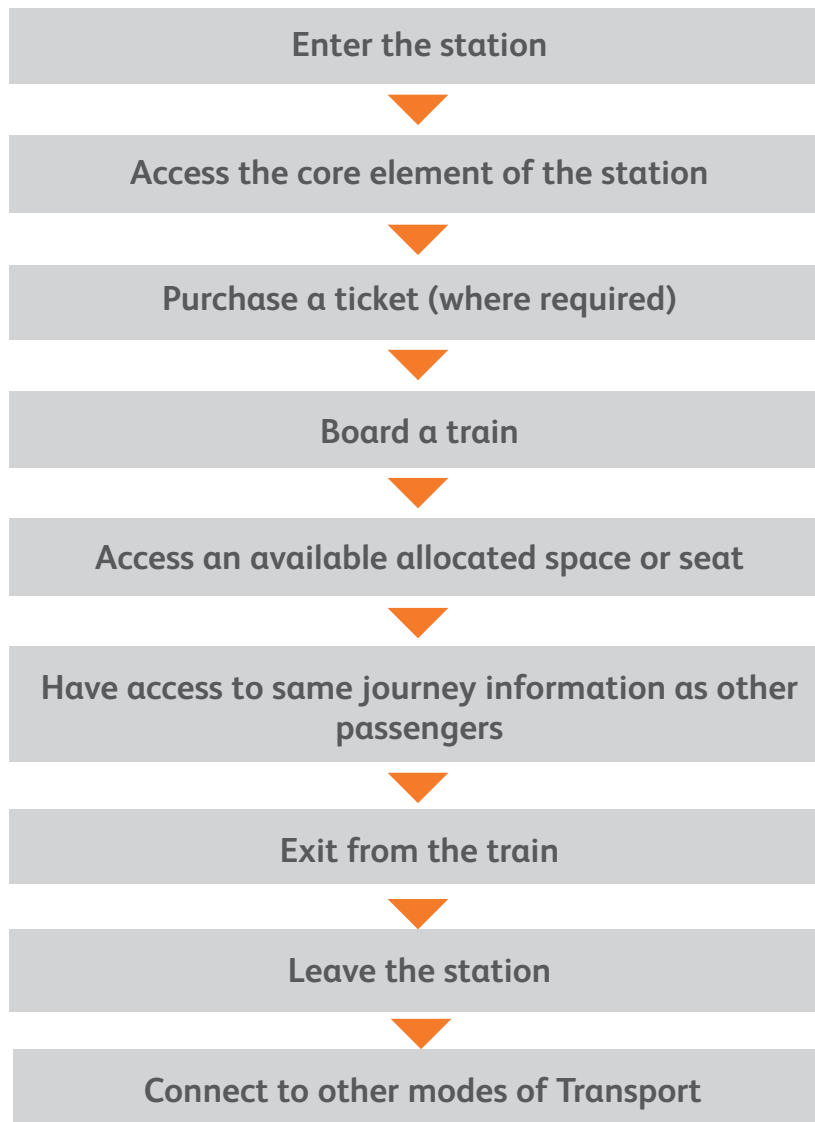 Enter the station
Access the core element of the station
Purchase a ticket (where required)
Board a train
Access an available allocated space or seat
Have access to same journey information as other
passengers
Exit from the train
Leave the station
Connect to other modes of Transport